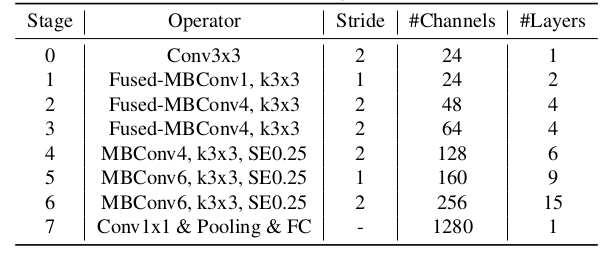 Stage Operator Stride #Channels #Layers
0 Conv3x3 2 24 1
1 Fused-MBConv1, k3x3 1 24 2
2 Fused-MBConv4, k3x3 2 48 4
3 Fused-MBConv4, k3x3 2 64 4
4 MBConv4, k3x3, SE0.25 2 128 6
5 MBConv6, k3x3, SE0.25 1 160 9
6 MBConv6, k3x3, SE0.25 2 256 15
7 Conv1x1 & Pooling & FC - 1280 1